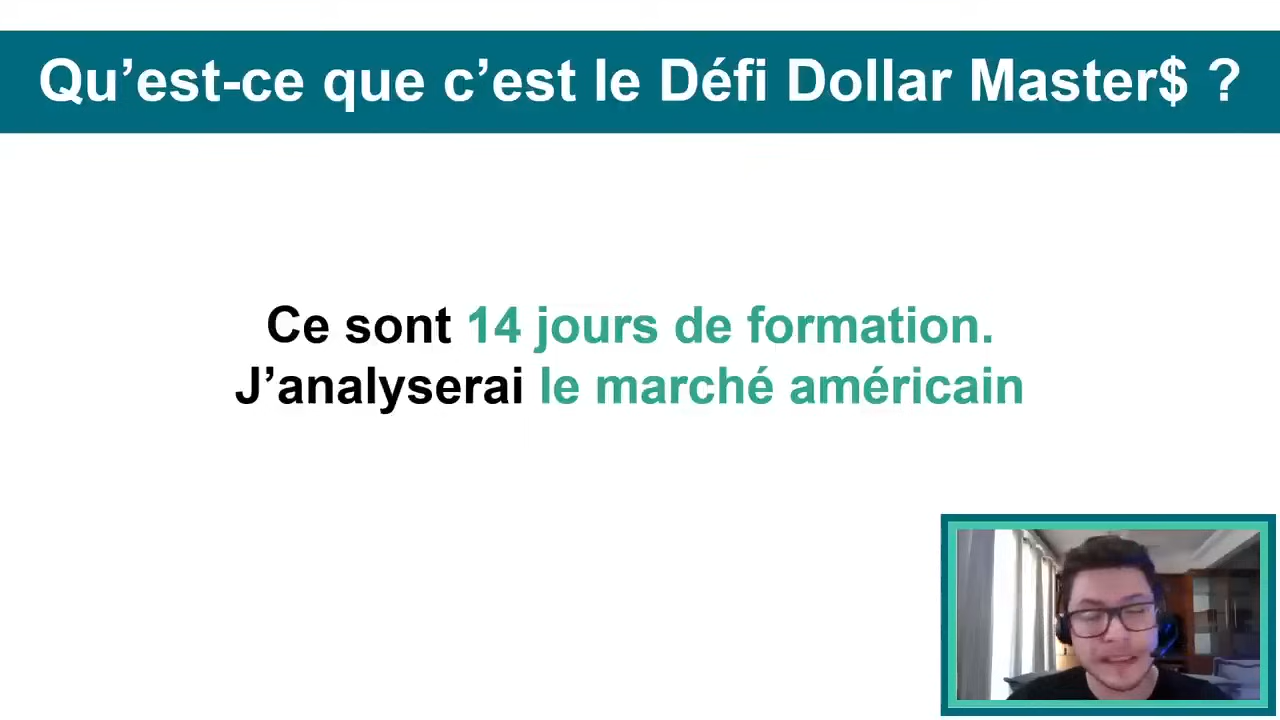 Qu’est-ce que c’est le Défi Dollar Master$ ?
Ce sont 14 jours de formation.
J’analyserai le marché américain